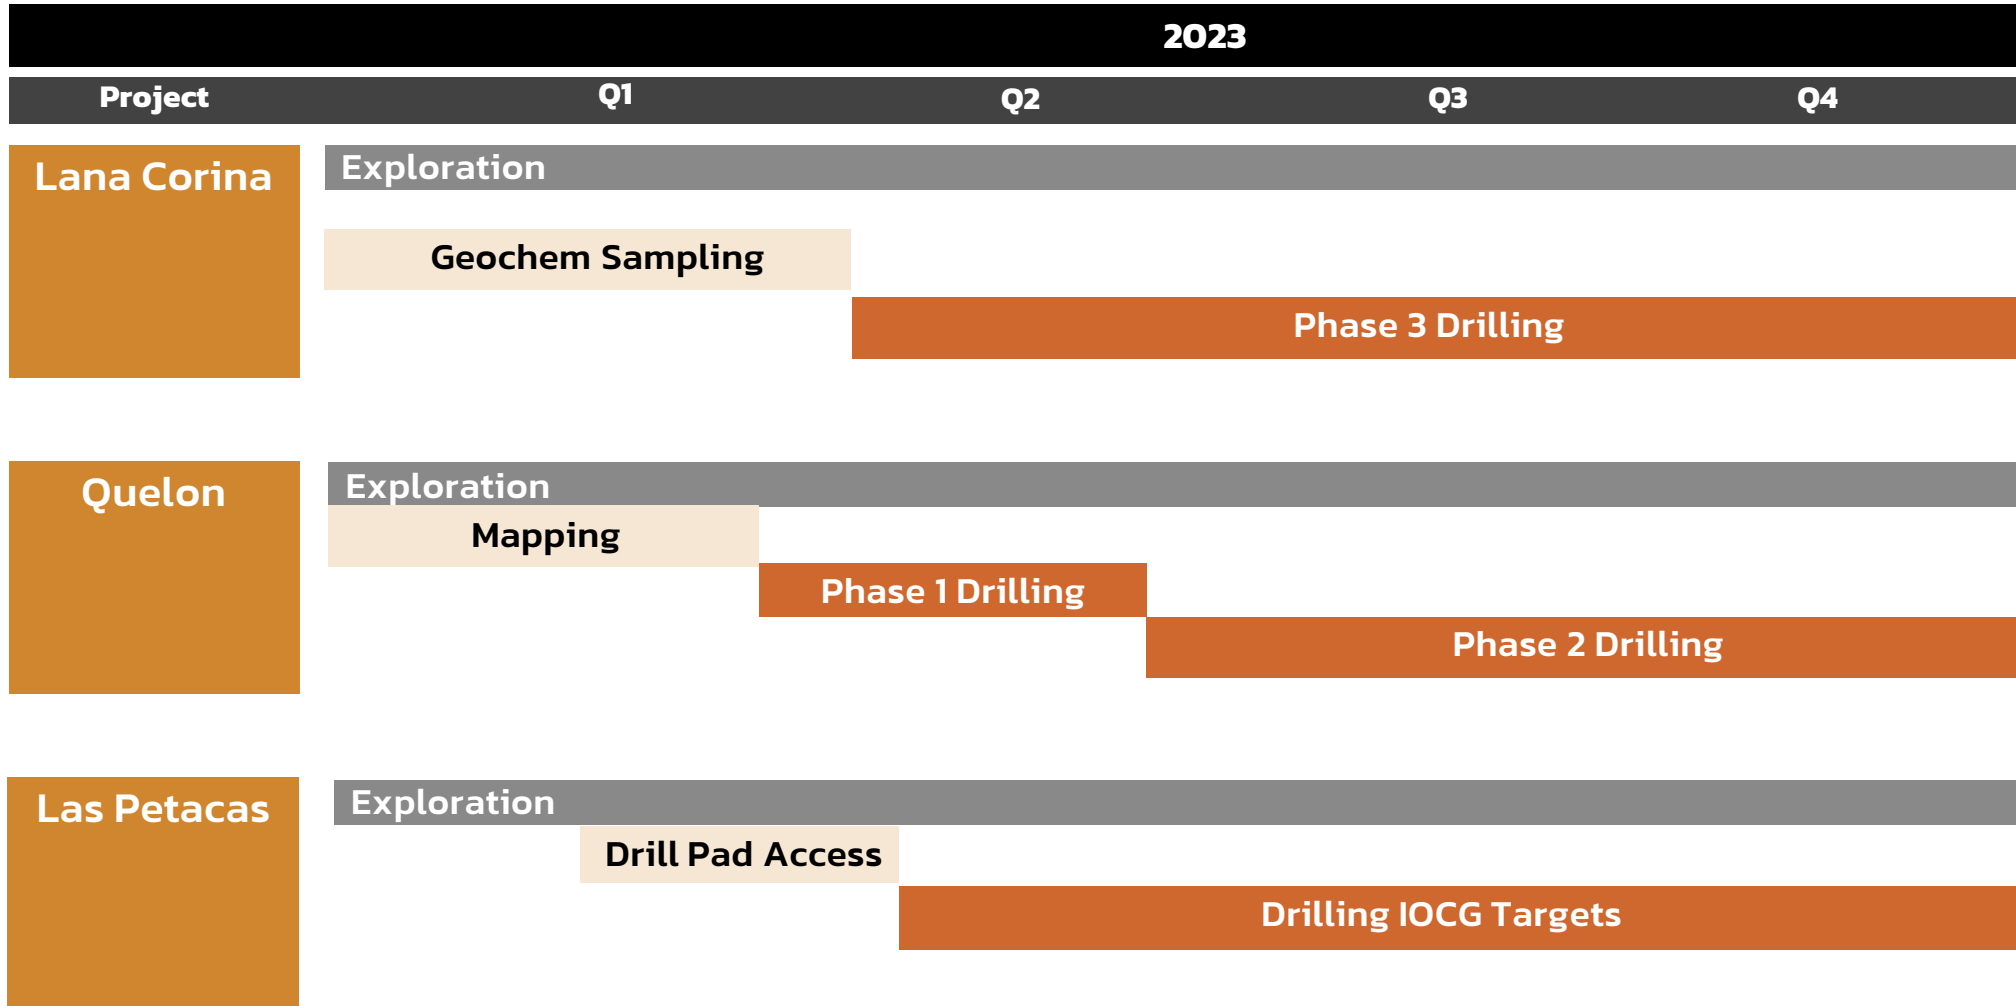 2023
Project Q1 Q2 Q3 Q4
Lana Corina
Exploration
Geochem Sampling
Phase 3 Drilling
Quelon
Exploration
Mapping
Phase 1 Drilling
Phase 2 Drilling
Las Petacas
Exploration
Drill Pad Access
Drilling IOCG Targets